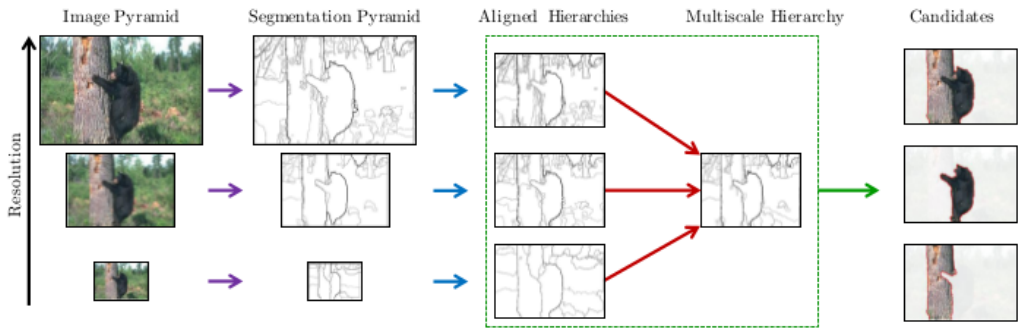 Image Pyramid
Segmentation Pyramid
Aligned Hierarchies
Multiscale Hierarchy
Candidates
Resolution